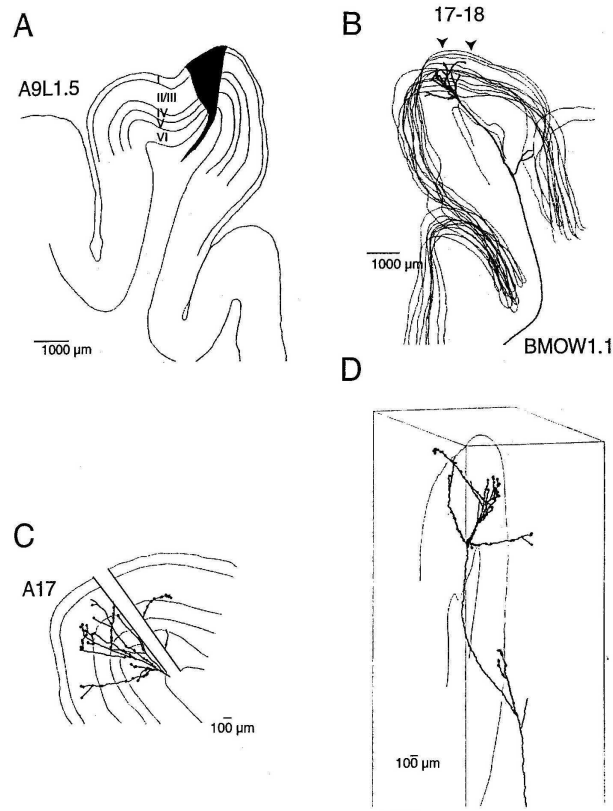 A
A9L1.5
I
II/III
IV
V
VI
1000 µm
17-18
B
1000 µm
BMOW1.1
C
A17
100 µm
D
100 µm